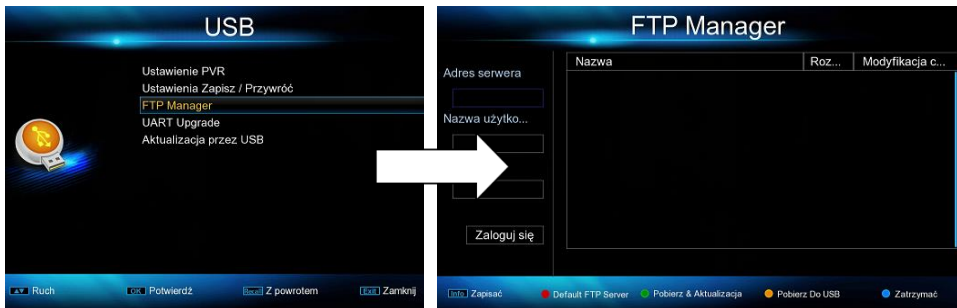 USB
Ustawienie PVR
Ustawienia Zapisz / Przywróć
FTP Manager
UART Upgrade
Aktualizacja przez USB
▲▼ Ruch
OK Potwierdź
Recall Z powrotem
Exit Zamknij
FTP Manager
Nazwa Roz... Modyfikacja c...
Adres serwera
Nazwa użytko...
Zaloguj się
Info Zapisać
Default FTP Server
Pobierz & Aktualizacja
Pobierz Do USB
Zatrzymać